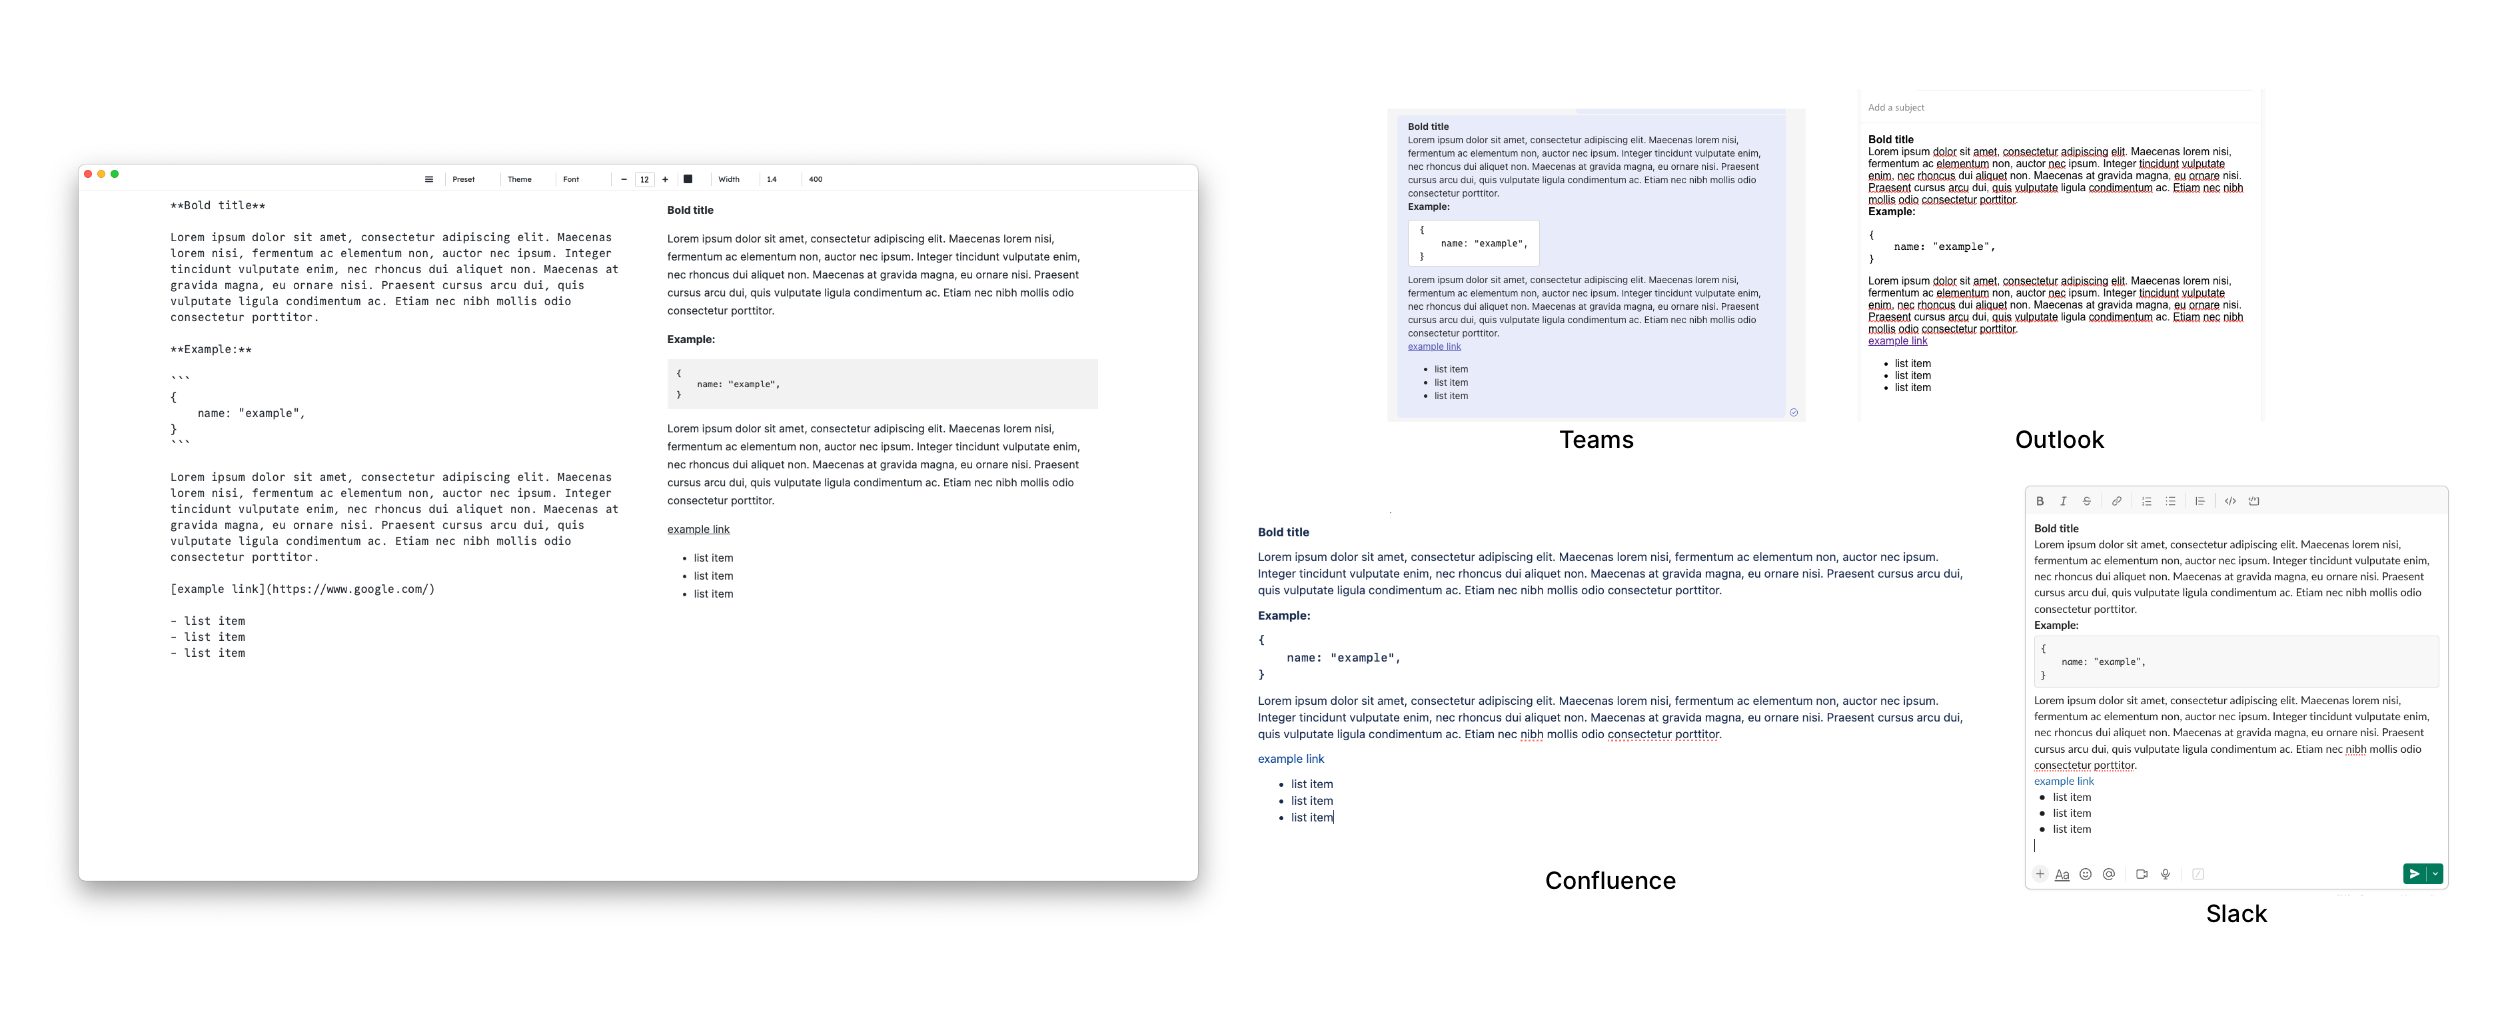 Preset Theme Font − 12 + Width 1.4 400
**Bold title**
Lorem ipsum dolor sit amet, consectetur adipiscing elit. Maecenas
lorem nisi, fermentum ac elementum non, auctor nec ipsum. Integer
tincidunt vulputate enim, nec rhoncus dui aliquet non. Maecenas at
gravida magna, eu ornare nisi. Praesent cursus arcu dui, quis
vulputate ligula condimentum ac. Etiam nec nibh mollis odio
consectetur porttitor.
**Example:**
```
{
    name: "example",
}
```
Lorem ipsum dolor sit amet, consectetur adipiscing elit. Maecenas
lorem nisi, fermentum ac elementum non, auctor nec ipsum. Integer
tincidunt vulputate enim, nec rhoncus dui aliquet non. Maecenas at
gravida magna, eu ornare nisi. Praesent cursus arcu dui, quis
vulputate ligula condimentum ac. Etiam nec nibh mollis odio
consectetur porttitor.
[example link](https://www.google.com/)
- list item
- list item
- list item
Bold title
Lorem ipsum dolor sit amet, consectetur adipiscing elit. Maecenas lorem nisi,
fermentum ac elementum non, auctor nec ipsum. Integer tincidunt vulputate enim,
nec rhoncus dui aliquet non. Maecenas at gravida magna, eu ornare nisi. Praesent
cursus arcu dui, quis vulputate ligula condimentum ac. Etiam nec nibh mollis odio
consectetur porttitor.
Example:
{
    name: "example",
}
Lorem ipsum dolor sit amet, consectetur adipiscing elit. Maecenas lorem nisi,
fermentum ac elementum non, auctor nec ipsum. Integer tincidunt vulputate enim,
nec rhoncus dui aliquet non. Maecenas at gravida magna, eu ornare nisi. Praesent
cursus arcu dui, quis vulputate ligula condimentum ac. Etiam nec nibh mollis odio
consectetur porttitor.
example link
• list item
• list item
• list item
Bold title
Lorem ipsum dolor sit amet, consectetur adipiscing elit. Maecenas lorem nisi,
fermentum ac elementum non, auctor nec ipsum. Integer tincidunt vulputate enim,
nec rhoncus dui aliquet non. Maecenas at gravida magna, eu ornare nisi. Praesent
cursus arcu dui, quis vulputate ligula condimentum ac. Etiam nec nibh mollis odio
consectetur porttitor.
Example:
{
    name: "example",
}
Lorem ipsum dolor sit amet, consectetur adipiscing elit. Maecenas lorem nisi,
fermentum ac elementum non, auctor nec ipsum. Integer tincidunt vulputate enim,
nec rhoncus dui aliquet non. Maecenas at gravida magna, eu ornare nisi. Praesent
cursus arcu dui, quis vulputate ligula condimentum ac. Etiam nec nibh mollis odio
consectetur porttitor.
example link
• list item
• list item
• list item
Teams
Add a subject
Bold title
Lorem ipsum dolor sit amet, consectetur adipiscing elit. Maecenas lorem nisi,
fermentum ac elementum non, auctor nec ipsum. Integer tincidunt vulputate
enim, nec rhoncus dui aliquet non. Maecenas at gravida magna, eu ornare nisi.
Praesent cursus arcu dui, quis vulputate ligula condimentum ac. Etiam nec nibh
mollis odio consectetur porttitor.
Example:
{
    name: "example",
}
Lorem ipsum dolor sit amet, consectetur adipiscing elit. Maecenas lorem nisi,
fermentum ac elementum non, auctor nec ipsum. Integer tincidunt vulputate
enim, nec rhoncus dui aliquet non. Maecenas at gravida magna, eu ornare nisi.
Praesent cursus arcu dui, quis vulputate ligula condimentum ac. Etiam nec nibh
mollis odio consectetur porttitor.
example link
• list item
• list item
• list item
Outlook
Bold title
Lorem ipsum dolor sit amet, consectetur adipiscing elit. Maecenas lorem nisi, fermentum ac elementum non, auctor nec ipsum.
Integer tincidunt vulputate enim, nec rhoncus dui aliquet non. Maecenas at gravida magna, eu ornare nisi. Praesent cursus arcu dui,
quis vulputate ligula condimentum ac. Etiam nec nibh mollis odio consectetur porttitor.
Example:
{
    name: "example",
}
Lorem ipsum dolor sit amet, consectetur adipiscing elit. Maecenas lorem nisi, fermentum ac elementum non, auctor nec ipsum.
Integer tincidunt vulputate enim, nec rhoncus dui aliquet non. Maecenas at gravida magna, eu ornare nisi. Praesent cursus arcu dui,
quis vulputate ligula condimentum ac. Etiam nec nibh mollis odio consectetur porttitor.
example link
• list item
• list item
• list item
Confluence
B I S
Bold title
Lorem ipsum dolor sit amet, consectetur adipiscing elit. Maecenas lorem nisi,
fermentum ac elementum non, auctor nec ipsum. Integer tincidunt vulputate enim,
nec rhoncus dui aliquet non. Maecenas at gravida magna, eu ornare nisi. Praesent
cursus arcu dui, quis vulputate ligula condimentum ac. Etiam nec nibh mollis odio
consectetur porttitor.
Example:
{
    name: "example",
}
Lorem ipsum dolor sit amet, consectetur adipiscing elit. Maecenas lorem nisi,
fermentum ac elementum non, auctor nec ipsum. Integer tincidunt vulputate enim,
nec rhoncus dui aliquet non. Maecenas at gravida magna, eu ornare nisi. Praesent
cursus arcu dui, quis vulputate ligula condimentum ac. Etiam nec nibh mollis odio
consectetur porttitor.
example link
• list item
• list item
• list item
+ Aa @
Slack